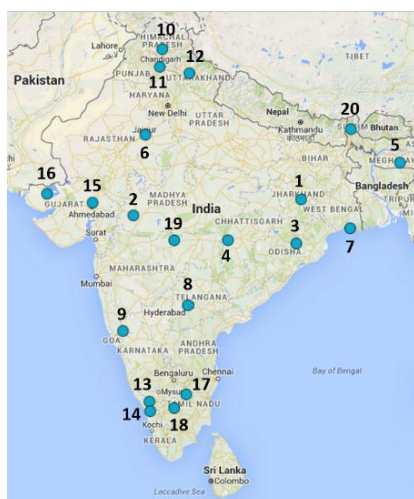 10
HIMACHAL
PRADESH
Lahore
Chandigarh
12
TIBET
PUNJAB
UTTARAKHAND
11
Pakistan
HARYANA
New Delhi
Nepal
UTTAR
PRADESH
20
Kathmandu
SIKKIM
Bhutan
RAJASTHAN
Jaipur
6
BIHAR
5
MEGHALAYA
16
15
1
Bangladesh
GUJARAT
2
MADHYA
PRADESH
India
JHARKHAND
WEST BENGAL
Ahmedabad
19
CHHATTISGARH
3
Surat
4
ODISHA
7
MAHARASHTRA
Mumbai
8
TELANGANA
Hyderabad
9
GOA
KARNATAKA
ANDHRA
PRADESH
Bay of Bengal
Bengaluru
Chennai
13
17
TAMIL NADU
14
18
Kochi
KERALA
Sri Lanka
Colombo
Laccadive Sea